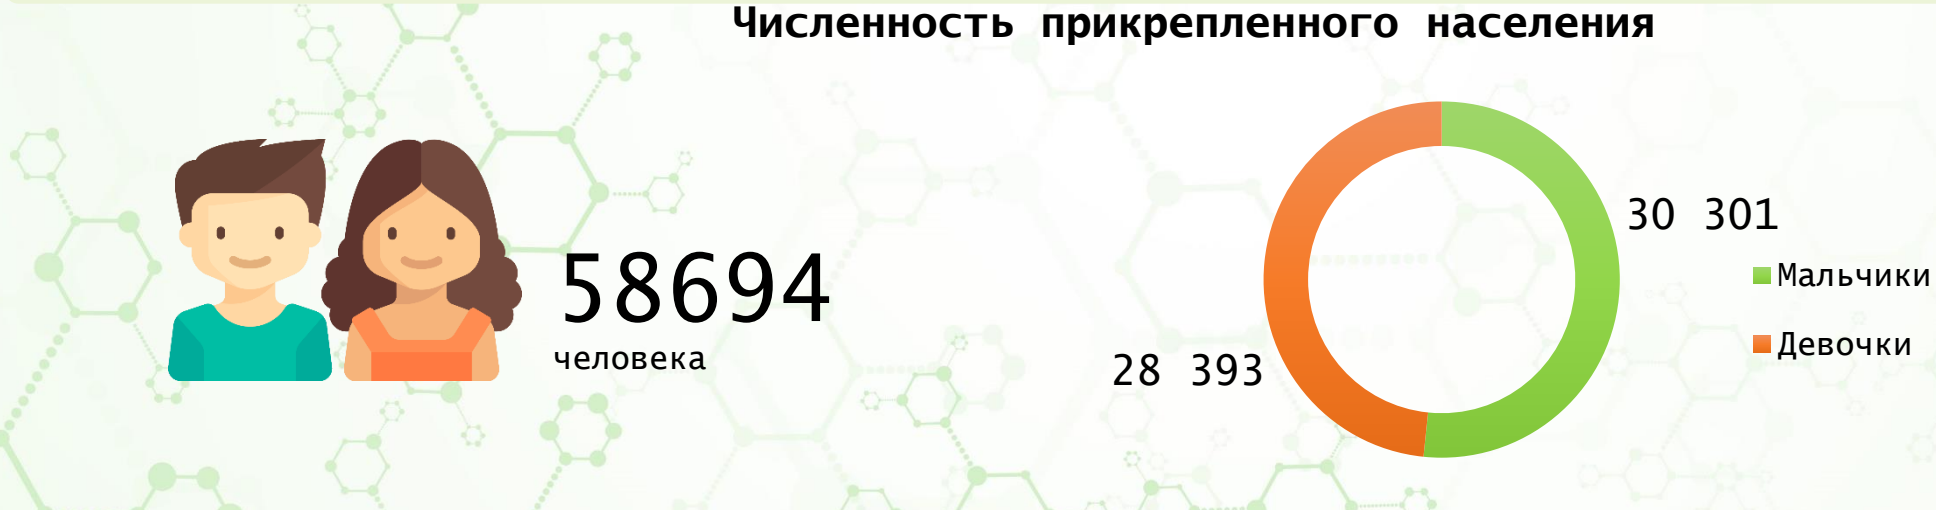 Численность прикрепленного населения
58694
человека
30 301
28 393
Мальчики
Девочки